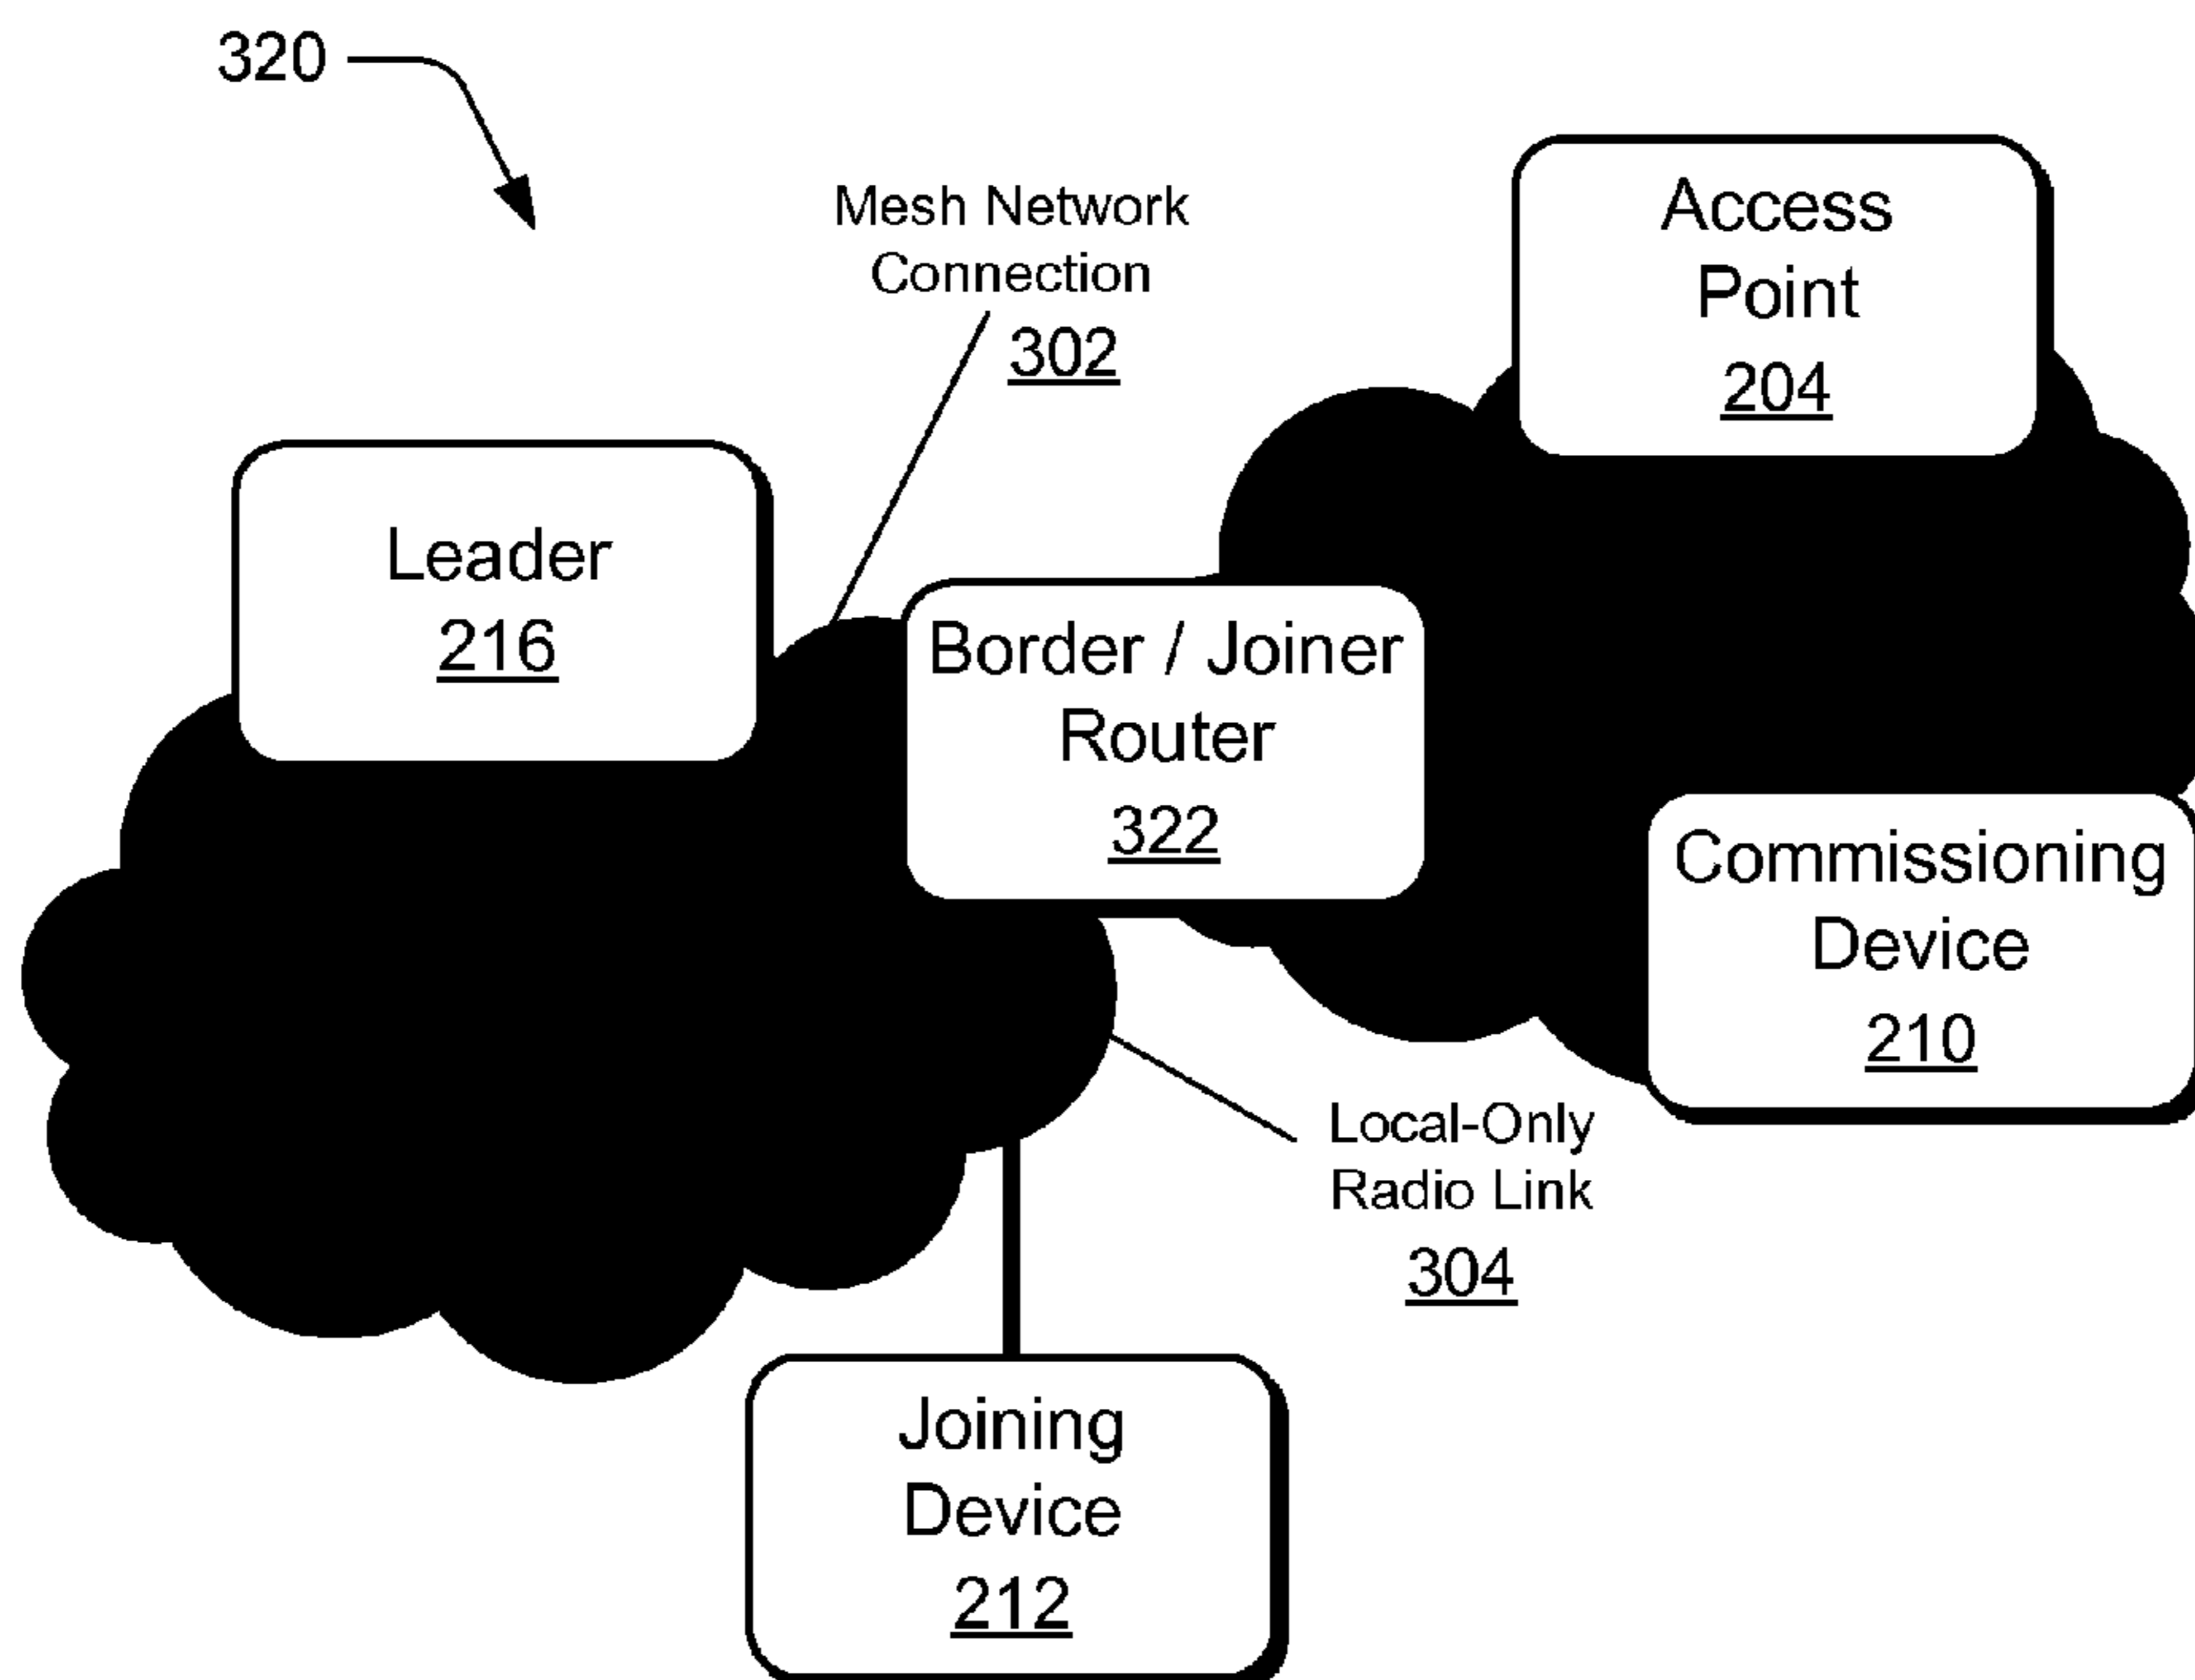 320
Mesh Network
Connection
302
Access
Point
204
Leader
216
Border / Joiner
Router
322
Commissioning
Device
210
Local-Only
Radio Link
304
Joining
Device
212